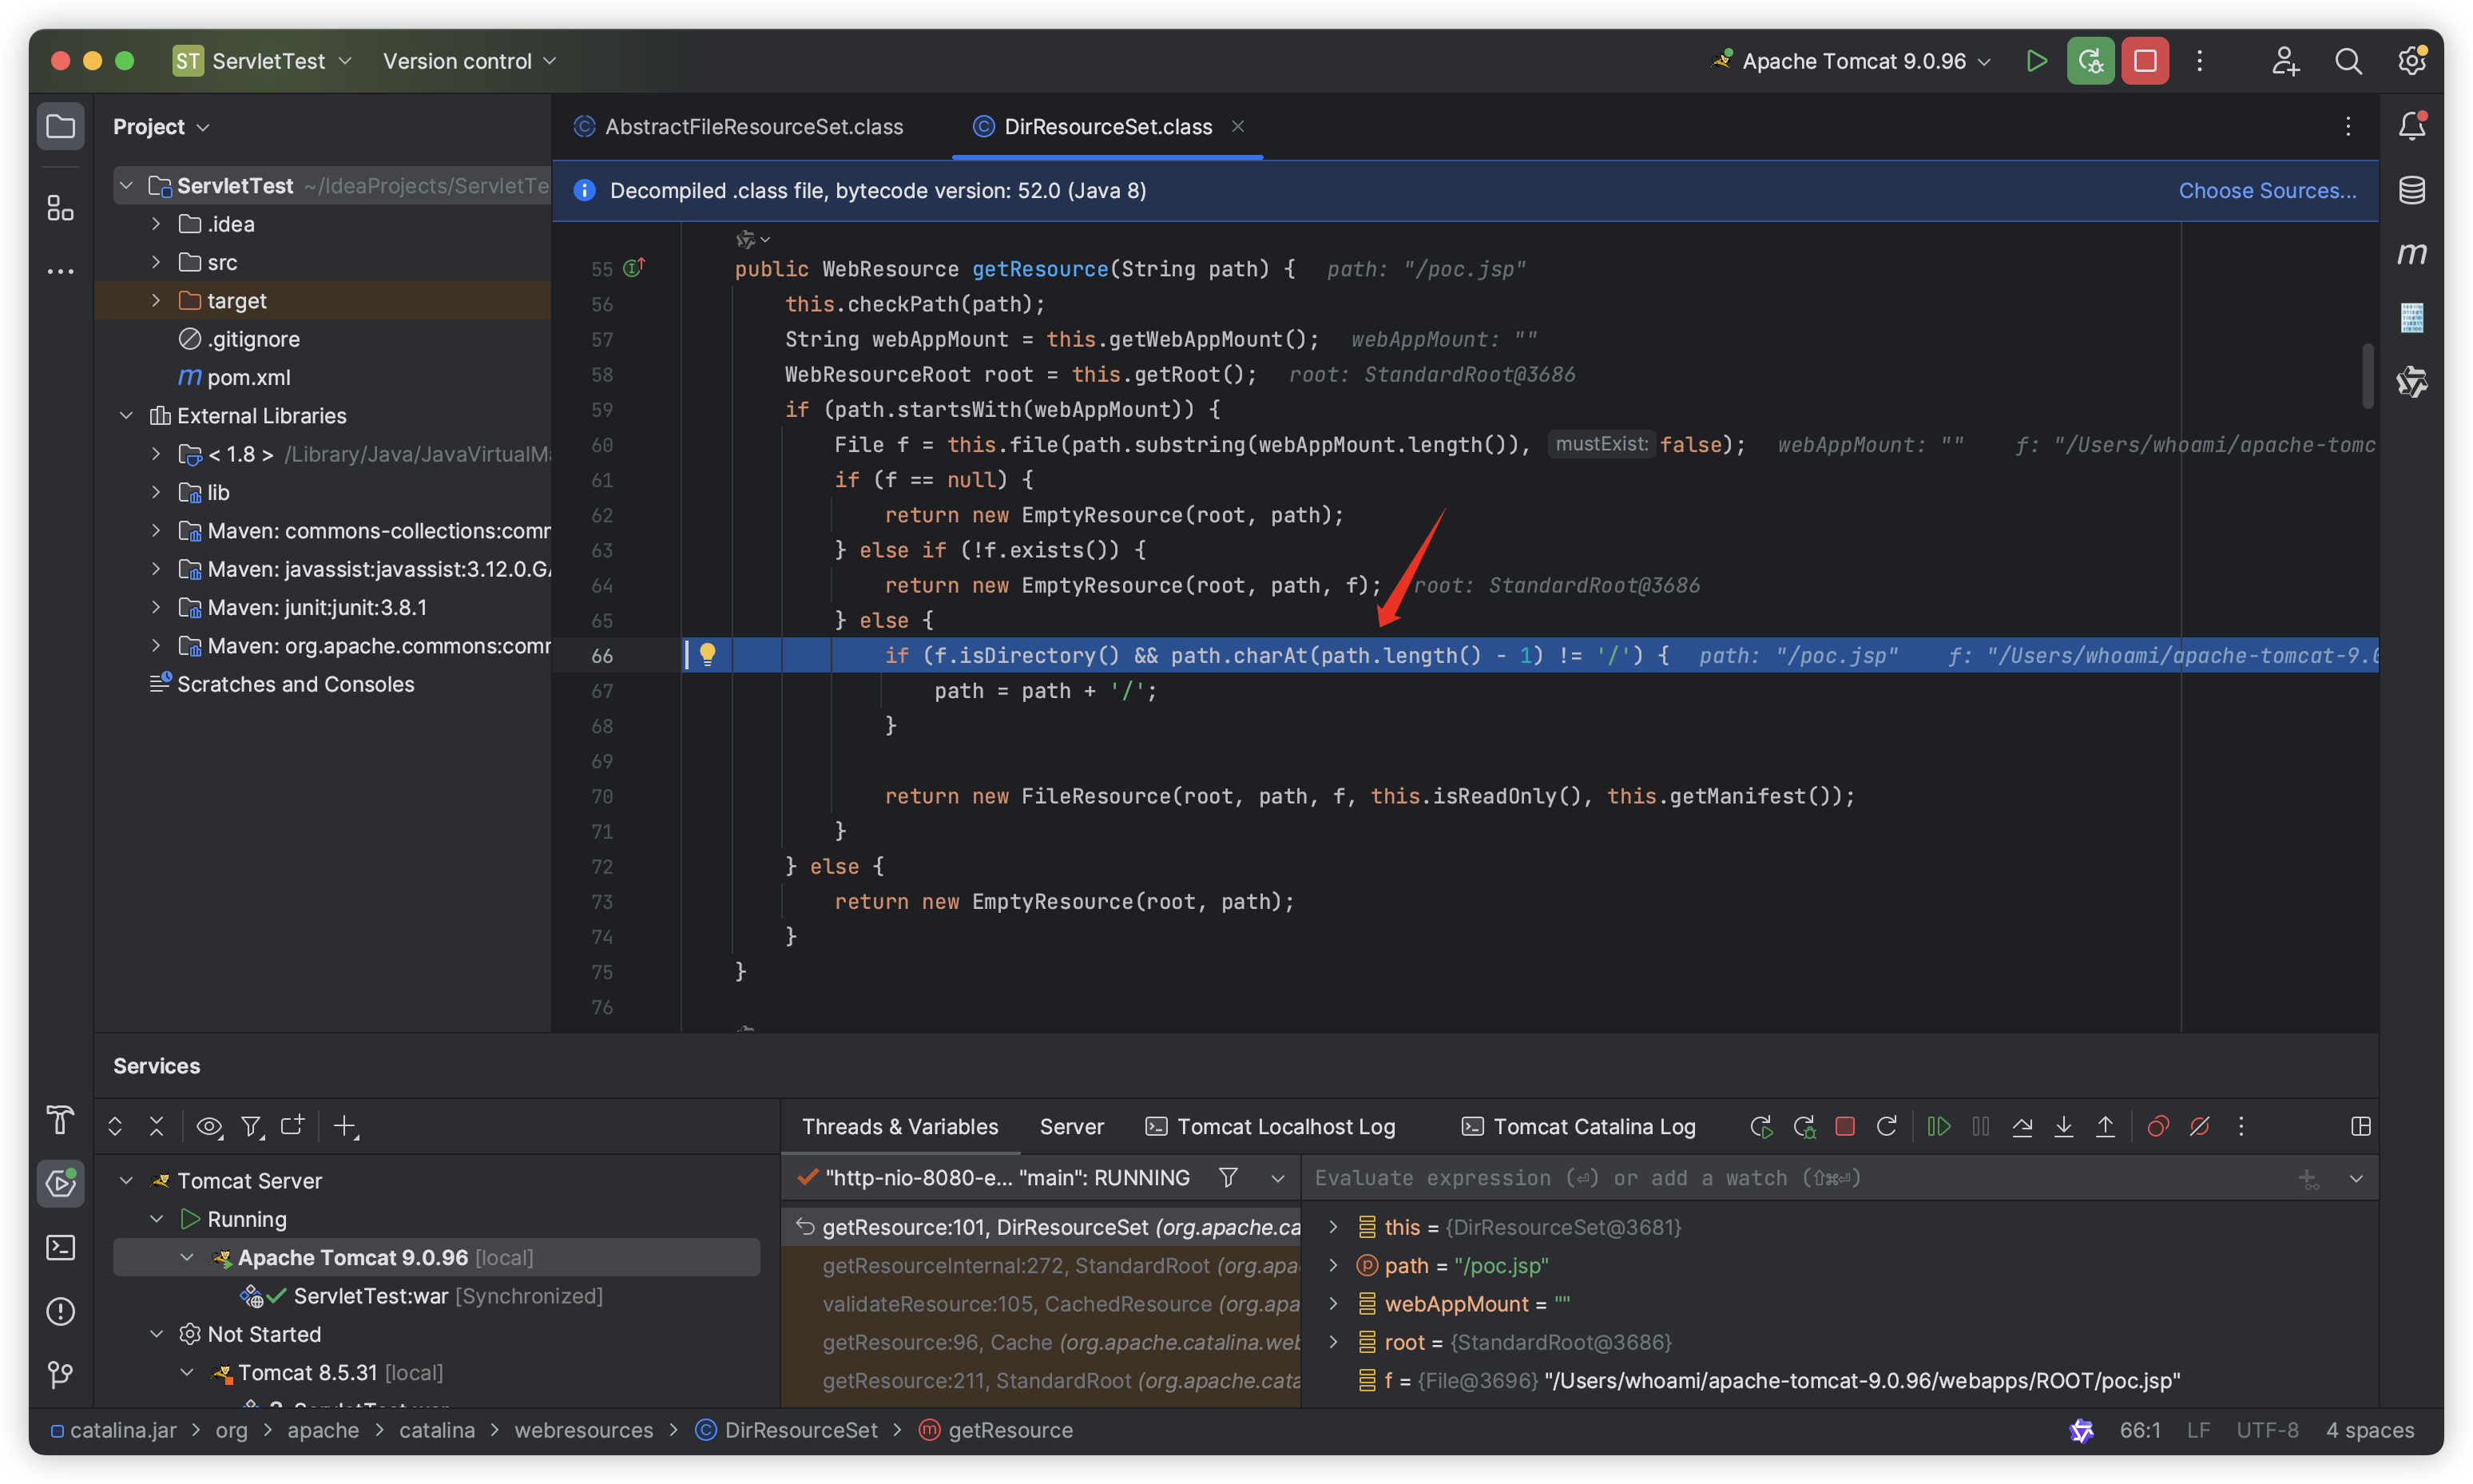 ST ServletTest Version control Apache Tomcat 9.0.96
Project
ServletTest ~/IdeaProjects/ServletTe
.idea
src
target
.gitignore
m pom.xml
External Libraries
< 1.8 > /Library/Java/JavaVirtualMa
lib
Maven: commons-collections:comm
Maven: javassist:javassist:3.12.0.GA
Maven: junit:junit:3.8.1
Maven: org.apache.commons:comm
Scratches and Consoles
AbstractFileResourceSet.class DirResourceSet.class
Decompiled .class file, bytecode version: 52.0 (Java 8) Choose Sources...
55 public WebResource getResource(String path) { path: "/poc.jsp"
56 this.checkPath(path);
57 String webAppMount = this.getWebAppMount(); webAppMount: ""
58 WebResourceRoot root = this.getRoot(); root: StandardRoot@3686
59 if (path.startsWith(webAppMount)) {
60 File f = this.file(path.substring(webAppMount.length()), mustExist: false); webAppMount: "" f: "/Users/whoami/apache-tomc
61 if (f == null) {
62 return new EmptyResource(root, path);
63 } else if (!f.exists()) {
64 return new EmptyResource(root, path, f); root: StandardRoot@3686
65 } else {
66 if (f.isDirectory() && path.charAt(path.length() - 1) != '/') { path: "/poc.jsp" f: "/Users/whoami/apache-tomcat-9.0
67 path = path + '/';
68 }
69
70 return new FileResource(root, path, f, this.isReadOnly(), this.getManifest());
71 }
72 } else {
73 return new EmptyResource(root, path);
74 }
75 }
76
m
Services
Threads & Variables Server Tomcat Localhost Log Tomcat Catalina Log
Tomcat Server
Running
Apache Tomcat 9.0.96 [local]
ServletTest:war [Synchronized]
Not Started
Tomcat 8.5.31 [local]
"http-nio-8080-e... "main": RUNNING
getResource:101, DirResourceSet (org.apache.ca
getResourceInternal:272, StandardRoot (org.apa
validateResource:105, CachedResource (org.apa
getResource:96, Cache (org.apache.catalina.web
getResource:211, StandardRoot (org.apache.cata
Evaluate expression (⏎) or add a watch (⇧⌘⏎)
this = {DirResourceSet@3681}
path = "/poc.jsp"
webAppMount = ""
root = {StandardRoot@3686}
f = {File@3696} "/Users/whoami/apache-tomcat-9.0.96/webapps/ROOT/poc.jsp"
catalina.jar > org > apache > catalina > webresources > DirResourceSet > getResource 66:1 LF UTF-8 4 spaces